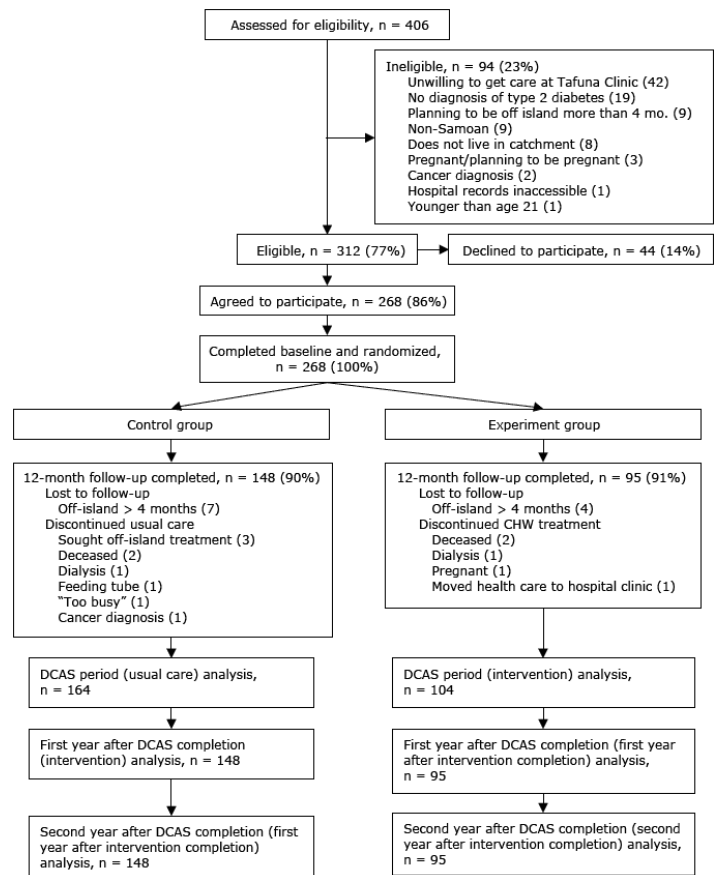 Assessed for eligibility, n = 406
Ineligible, n = 94 (23%)
Unwilling to get care at Tafuna Clinic (42)
No diagnosis of type 2 diabetes (19)
Planning to be off island more than 4 mo. (9)
Non-Samoan (9)
Does not live in catchment (8)
Pregnant/planning to be pregnant (3)
Cancer diagnosis (2)
Hospital records inaccessible (1)
Younger than age 21 (1)
Eligible, n = 312 (77%)
Declined to participate, n = 44 (14%)
Agreed to participate, n = 268 (86%)
Completed baseline and randomized,
n = 268 (100%)
Control group
12-month follow-up completed, n = 148 (90%)
Lost to follow-up
Off-island > 4 months (7)
Discontinued usual care
Sought off-island treatment (3)
Deceased (2)
Dialysis (1)
Feeding tube (1)
“Too busy” (1)
Cancer diagnosis (1)
DCAS period (usual care) analysis,
n = 164
First year after DCAS completion
(intervention) analysis, n = 148
Second year after DCAS completion (first
year after intervention completion)
analysis, n = 148
Experiment group
12-month follow-up completed, n = 95 (91%)
Lost to follow-up
Off-island > 4 months (4)
Discontinued CHW treatment
Deceased (2)
Dialysis (1)
Pregnant (1)
Moved health care to hospital clinic (1)
DCAS period (intervention) analysis,
n = 104
First year after DCAS completion (first year
after intervention completion) analysis,
n = 95
Second year after DCAS completion (second
year after intervention completion) analysis,
n = 95